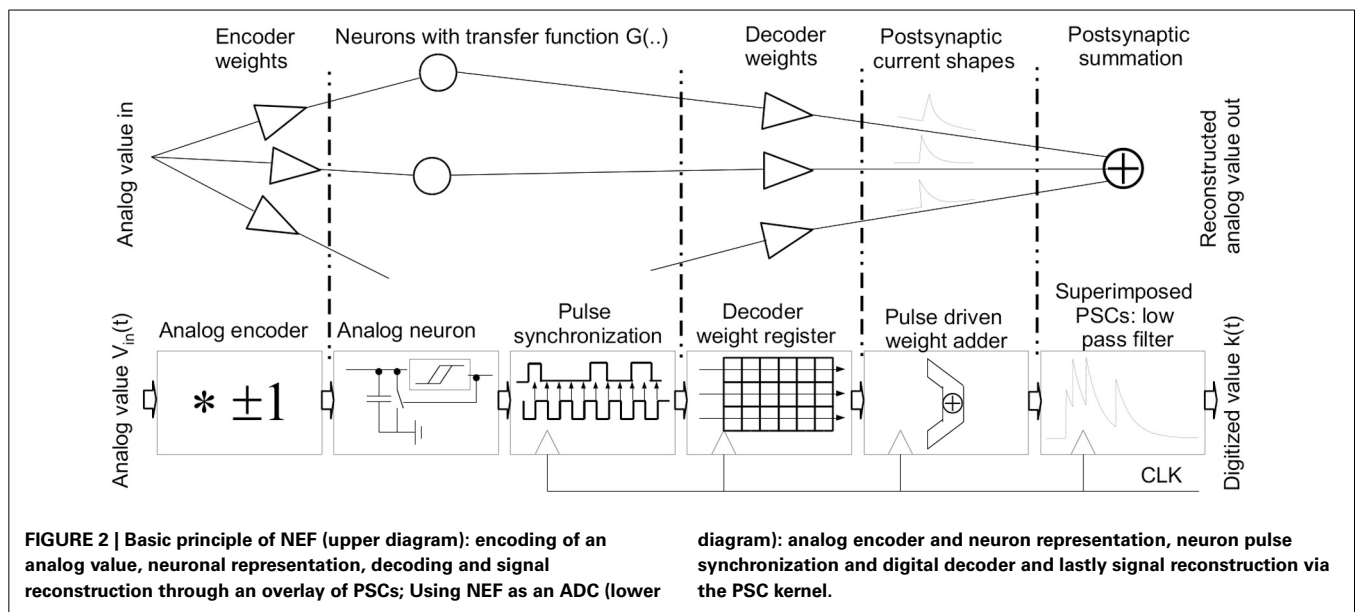 Encoder
weights
Neurons with transfer function G(..)
Decoder
weights
Postsynaptic
current shapes
Postsynaptic
summation
Analog value in
Reconstructed
analog value out
Analog value V_in(t)
Analog encoder
* ±1
Analog neuron
Pulse
synchronization
Decoder
weight register
Pulse driven
weight adder
Superimposed
PSCs: low
pass filter
Digitized value k(t)
CLK
FIGURE 2 | Basic principle of NEF (upper diagram): encoding of an
analog value, neuronal representation, decoding and signal
reconstruction through an overlay of PSCs; Using NEF as an ADC (lower
diagram): analog encoder and neuron representation, neuron pulse
synchronization and digital decoder and lastly signal reconstruction via
the PSC kernel.